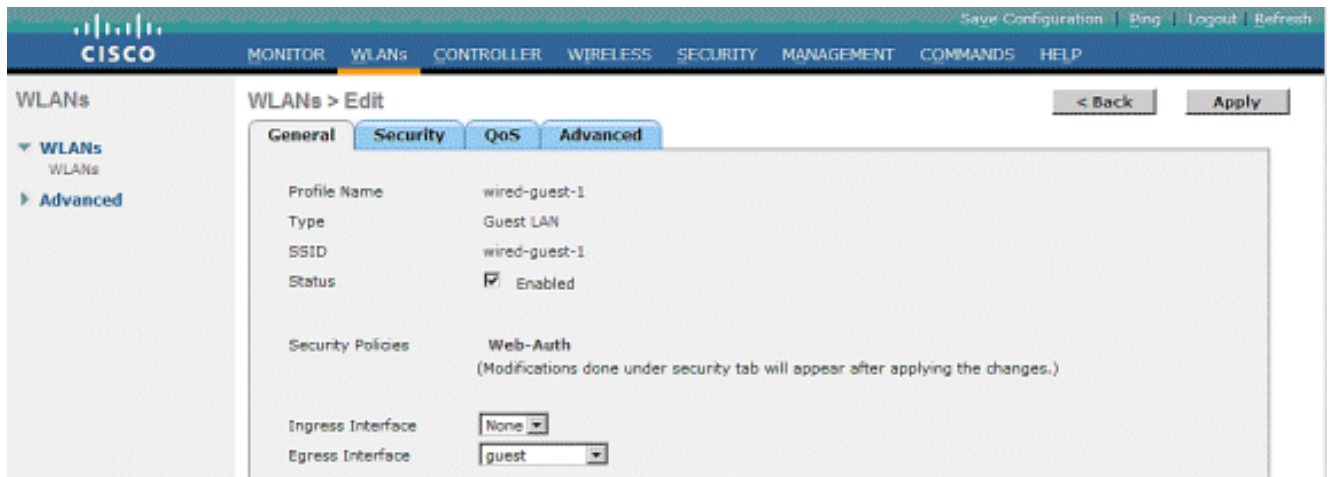 Save Configuration | Ping | Logout | Refresh
CISCO
MONITOR WLANs CONTROLLER WIRELESS SECURITY MANAGEMENT COMMANDS HELP
WLANs
WLANs > Edit
< Back
Apply
General
Security
QoS
Advanced
WLANs
WLANs
Advanced
Profile Name wired-guest-1
Type Guest LAN
SSID wired-guest-1
Status Enabled
Security Policies Web-Auth
(Modifications done under security tab will appear after applying the changes.)
Ingress Interface None
Egress Interface guest